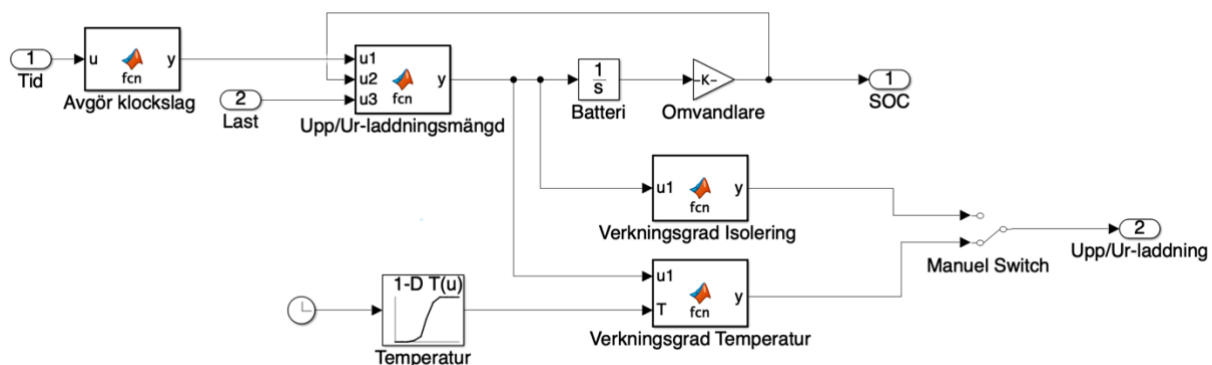 1
Tid
u
fcn
y
Avgör klockslag
2
Last
u1
u2
u3
fcn
y
Upp/Ur-laddningsmängd
1
s
Batteri
-K-
Omvandlare
1
SOC
u1
fcn
y
Verkningsgrad Isolering
Manuel Switch
2
Upp/Ur-laddning
1-D T(u)
Temperatur
u1
T
fcn
y
Verkningsgrad Temperatur